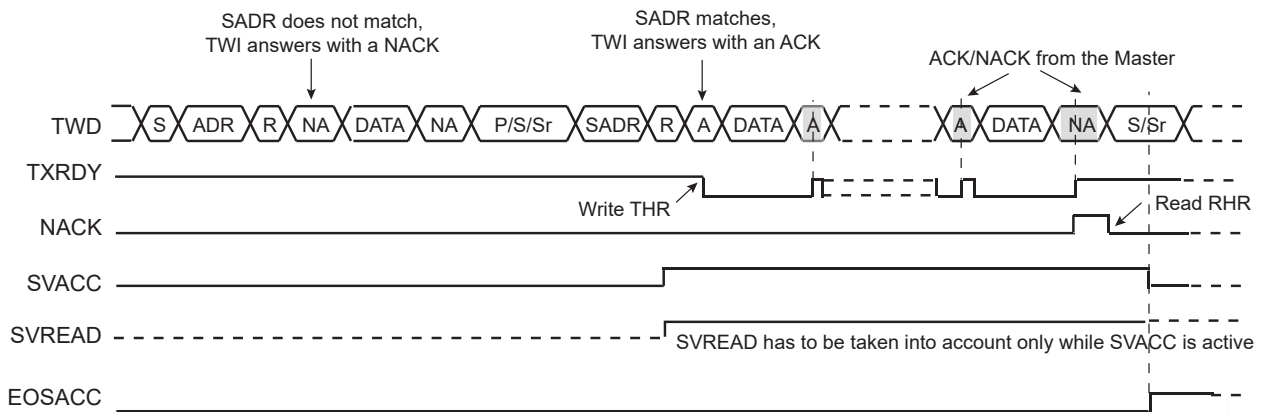 SADR does not match,
TWI answers with a NACK
SADR matches,
TWI answers with an ACK
ACK/NACK from the Master
TWD S ADR R NA DATA NA P/S/Sr SADR R A DATA A A DATA NA S/Sr
TXRDY
Write THR
Read RHR
NACK
SVACC
SVREAD
SVREAD has to be taken into account only while SVACC is active
EOSACC